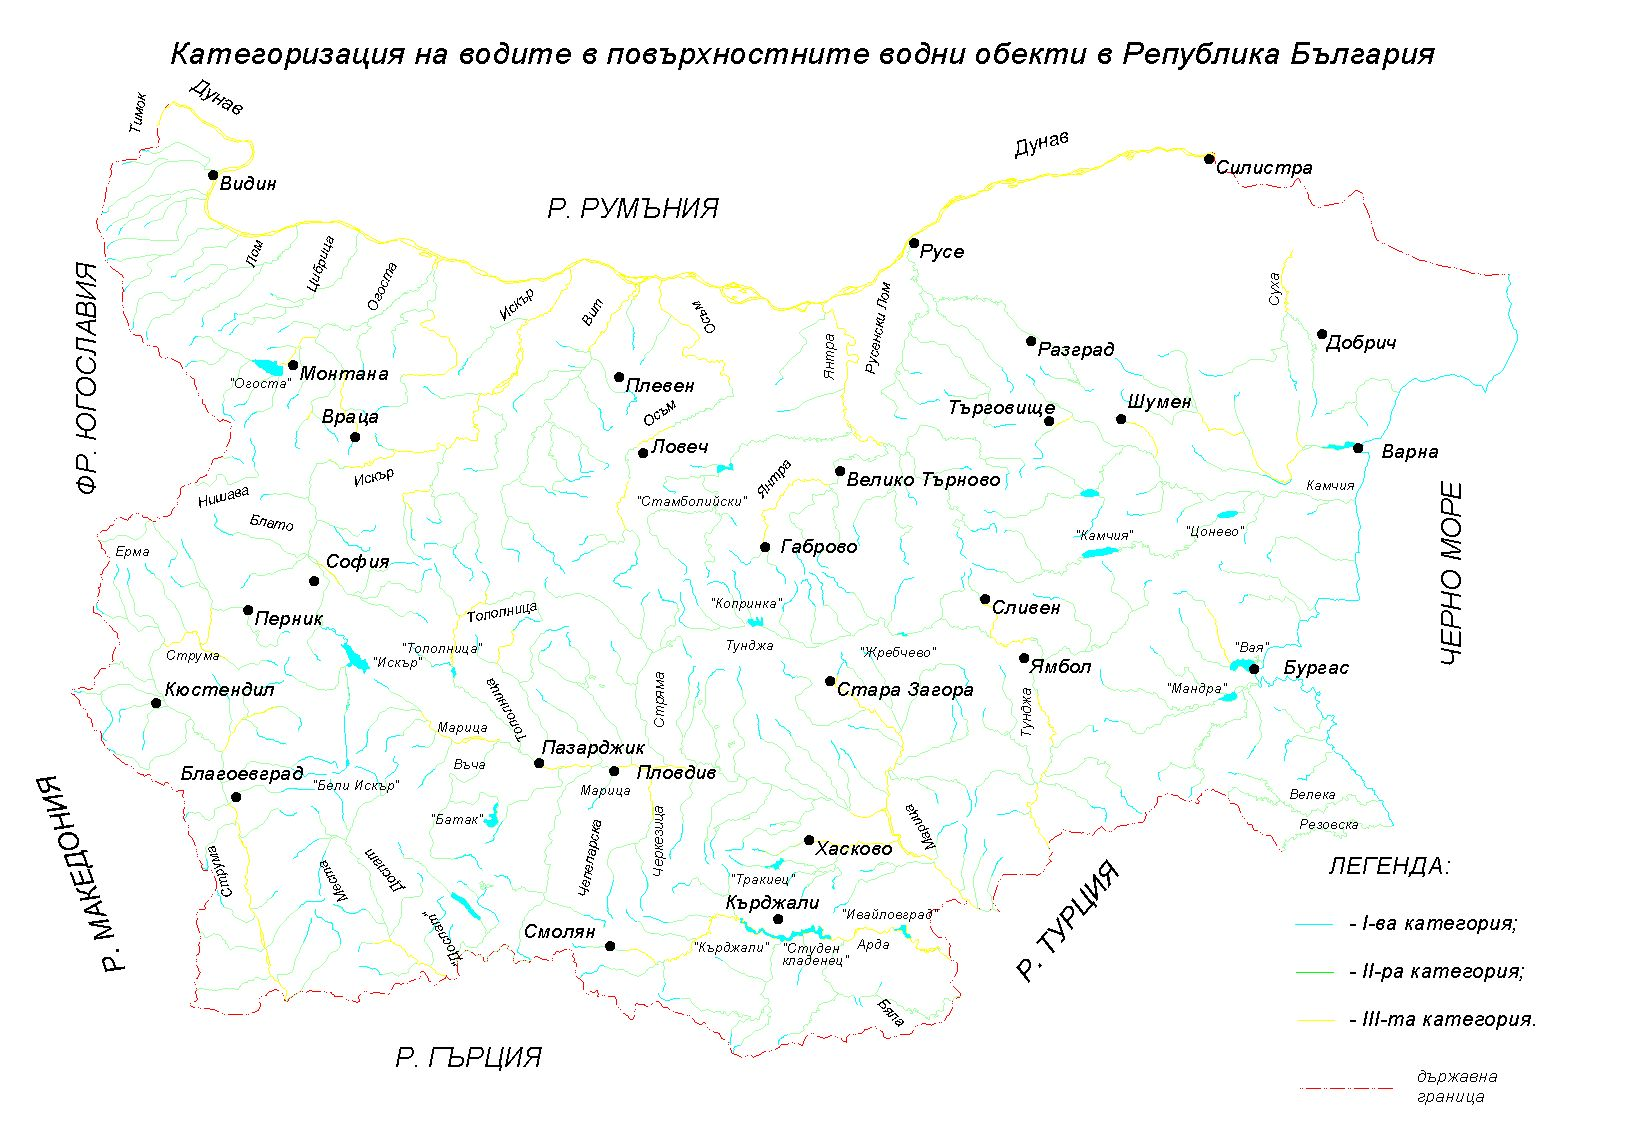 Категоризация на водите в повърхностните водни обекти в Република България
Тимок
Дунав
Дунав
Силистра
Видин
Р. РУМЪНИЯ
Русе
Лом
Цибрица
Огоста
Искър
Вит
Осъм
Янтра
Русенски Лом
Суха
ФР. ЮГОСЛАВИЯ
Разград
Добрич
"Огоста"
Монтана
Плевен
Враца
Осъм
Търговище
Шумен
Ловеч
Варна
Искър
Янтра
Велико Търново
Камчия
Нишава
"Стамболийски"
Блато
"Камчия"
"Цонево"
ЧЕРНО МОРЕ
Ерма
София
Габрово
Перник
Тополница
"Копринка"
Сливен
Струма
"Тополница"
"Искър"
Тунджа
"Жребчево"
"Вая"
Ямбол
Бургас
Кюстендил
Тополница
Стряма
Стара Загора
"Мандра"
Тунджа
Марица
Пазарджик
Въча
Благоевград
Пловдив
"Бели Искър"
Марица
Велека
Р. МАКЕДОНИЯ
"Батак"
Резовска
Струма
Места
Доспат
Чепеларска
Черкезица
Хасково
Марица
"Тракиец"
ЛЕГЕНДА:
Кърджали
"Ивайловград"
- I-ва категория;
"Доспат"
Смолян
"Кърджали"
"Студен
кладенец"
Арда
Р. ТУРЦИЯ
- II-ра категория;
Бяла
- III-та категория.
Р. ГЪРЦИЯ
държавна
граница